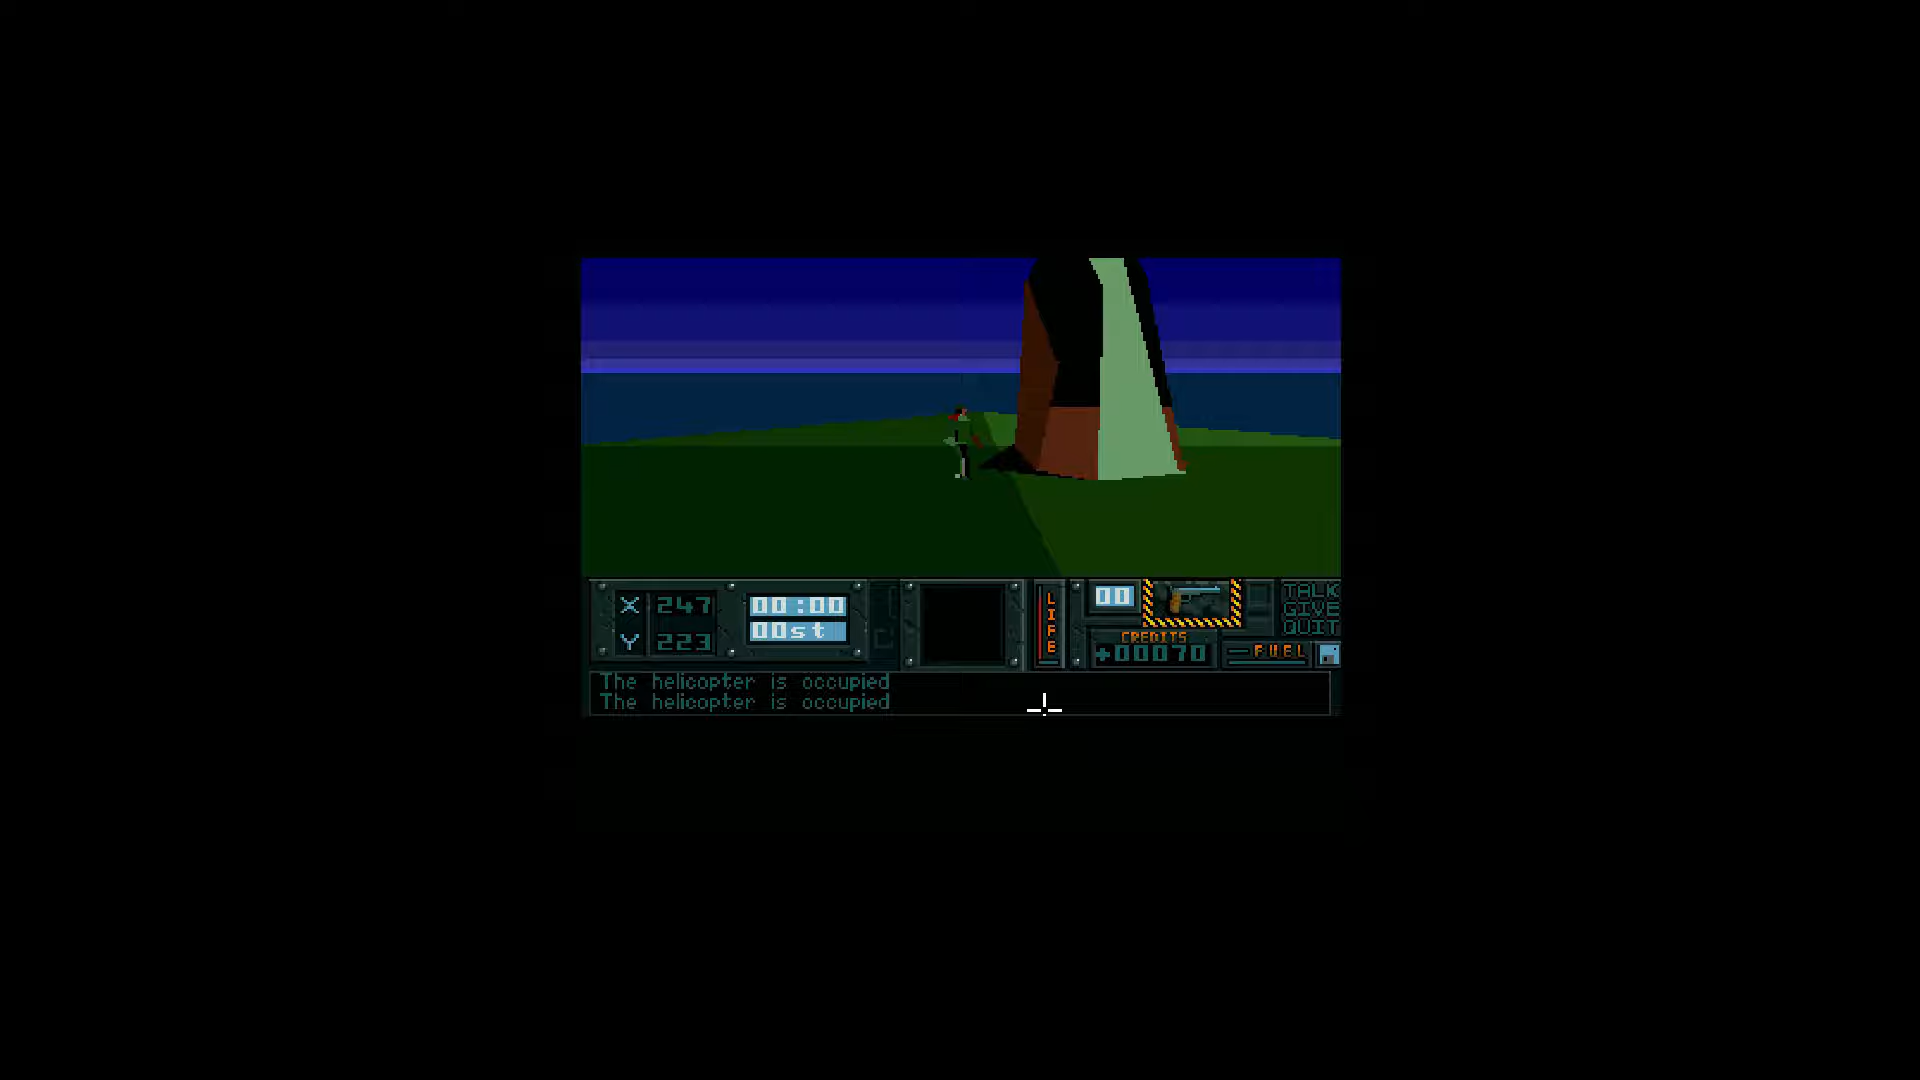 X 247
Y 223
00:00
00st
LIFE
00
CREDITS
+00070
TALK
GIVE
QUIT
FUEL
The helicopter is occupied
The helicopter is occupied